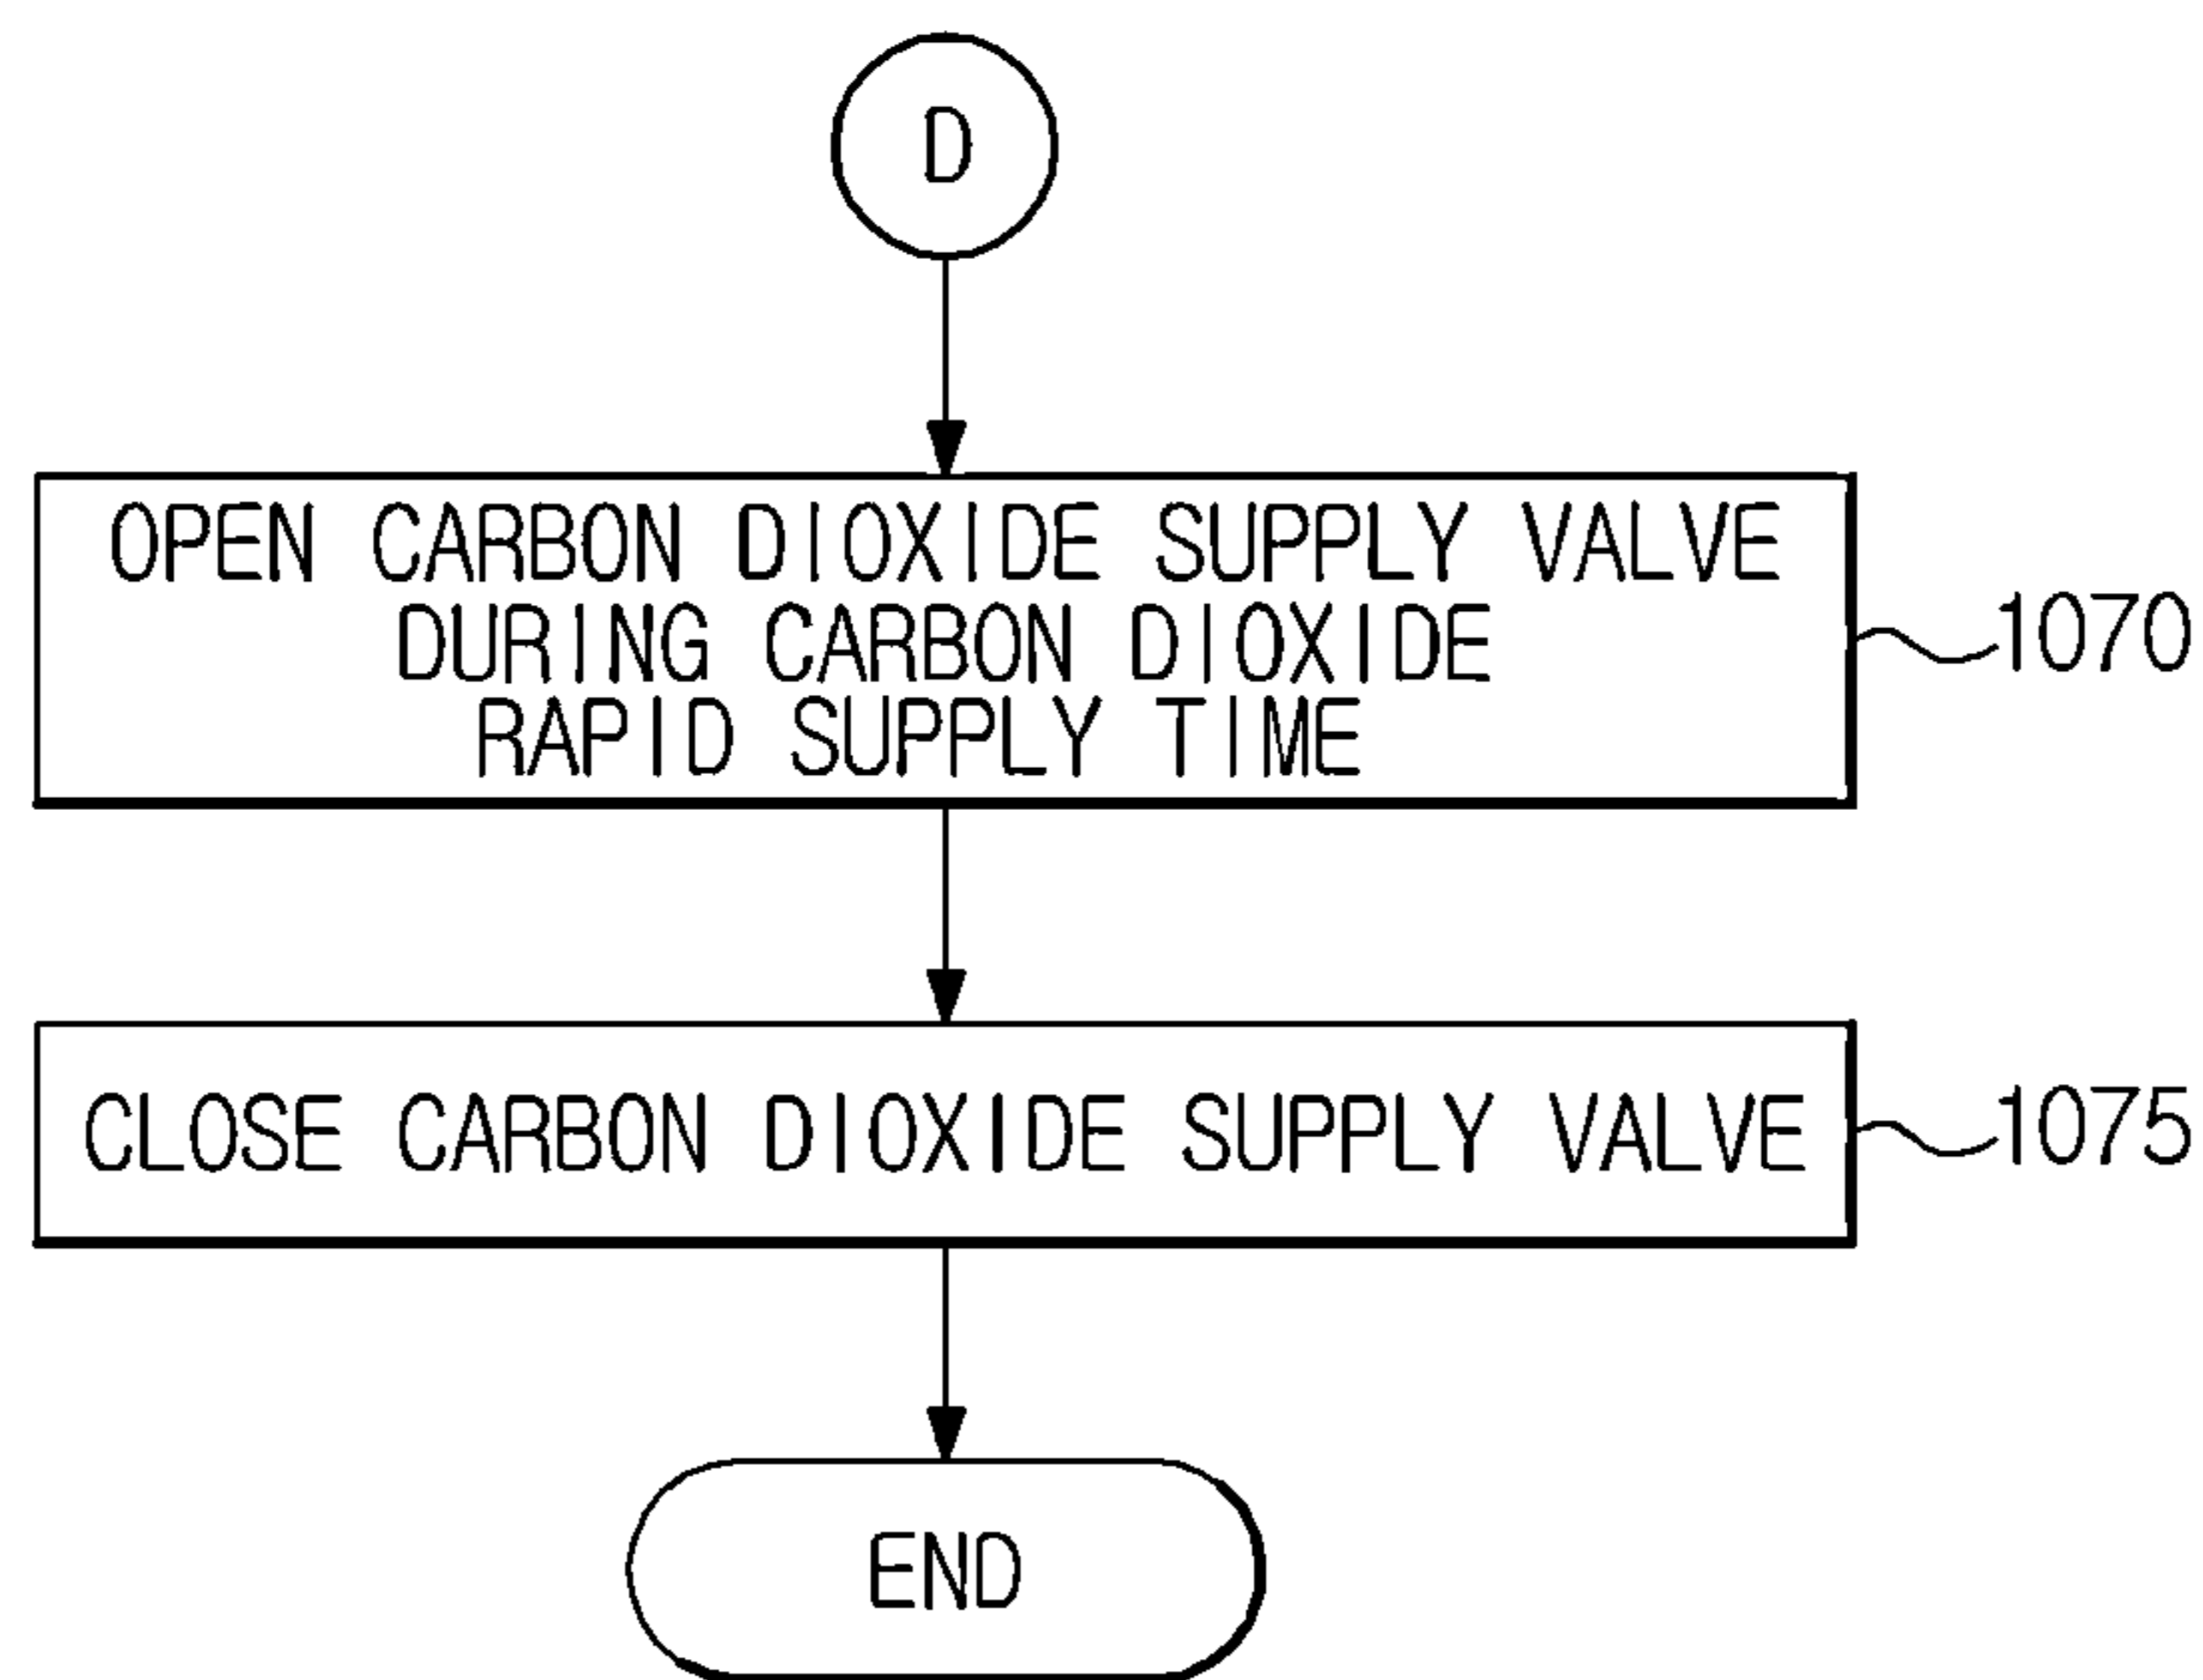 D
OPEN CARBON DIOXIDE SUPPLY VALVE
DURING CARBON DIOXIDE
RAPID SUPPLY TIME
1070
CLOSE CARBON DIOXIDE SUPPLY VALVE
1075
END